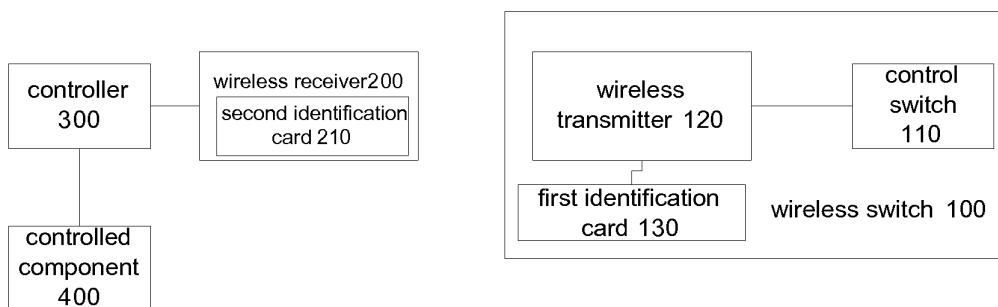 controller
300
wireless receiver200
second identification
card 210
controlled
component
400
wireless
transmitter 120
control
switch
110
first identification
card 130
wireless switch 100